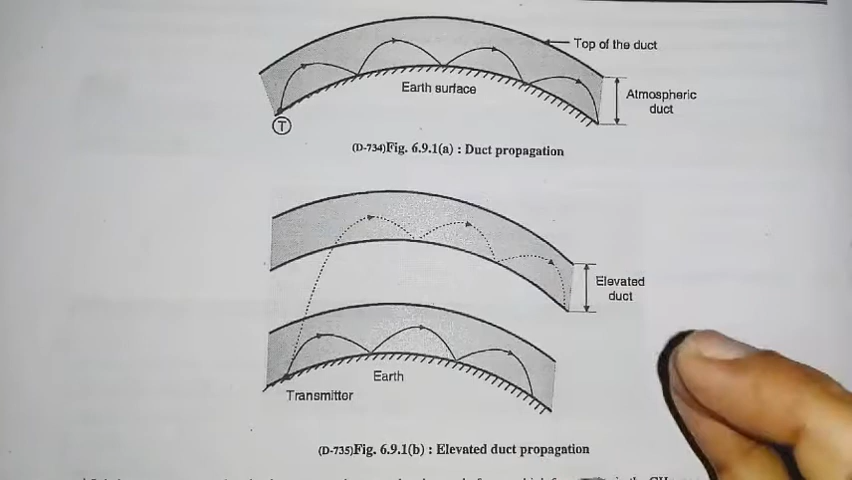 Top of the duct
Earth surface
Atmospheric
duct
T
(D-734)Fig. 6.9.1(a) : Duct propagation
Elevated
duct
Earth
Transmittor
(D-735)Fig. 6.9.1(b) : Elevated duct propagation